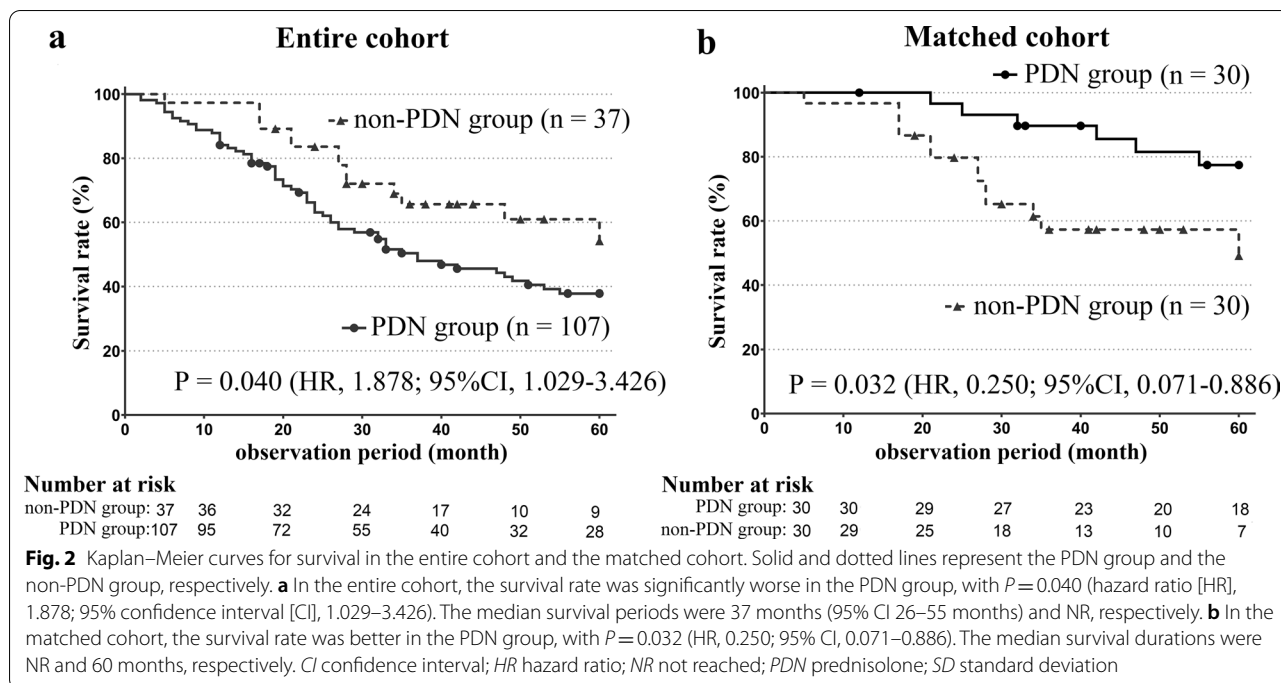 a Entire cohort
100
80
60
40
20
0
Survival rate (%)
non-PDN group (n = 37)
PDN group (n = 107)
P = 0.040 (HR, 1.878; 95%CI, 1.029-3.426)
0 10 20 30 40 50 60
observation period (month)
Number at risk
non-PDN group: 37 36 32 24 17 10 9
PDN group:107 95 72 55 40 32 28
b Matched cohort
PDN group (n = 30)
100
80
60
40
20
0
Survival rate (%)
non-PDN group (n = 30)
P = 0.032 (HR, 0.250; 95%CI, 0.071-0.886)
0 10 20 30 40 50 60
observation period (month)
Number at risk
PDN group: 30 30 29 27 23 20 18
non-PDN group: 30 29 25 18 13 10 7
Fig. 2 Kaplan–Meier curves for survival in the entire cohort and the matched cohort. Solid and dotted lines represent the PDN group and the
non-PDN group, respectively. a In the entire cohort, the survival rate was significantly worse in the PDN group, with P = 0.040 (hazard ratio [HR],
1.878; 95% confidence interval [CI], 1.029–3.426). The median survival periods were 37 months (95% CI 26–55 months) and NR, respectively. b In the
matched cohort, the survival rate was better in the PDN group, with P = 0.032 (HR, 0.250; 95% CI, 0.071–0.886). The median survival durations were
NR and 60 months, respectively. CI confidence interval; HR hazard ratio; NR not reached; PDN prednisolone; SD standard deviation